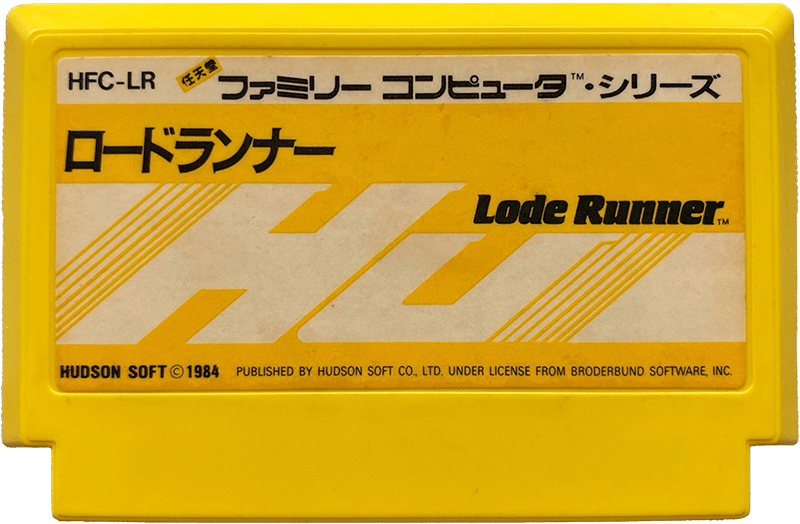 HFC-LR 任天堂 ファミリー コンピュータ™・シリーズ
ロードランナー
Lode Runner™
HU
HUDSON SOFT © 1984 PUBLISHED BY HUDSON SOFT CO., LTD. UNDER LICENSE FROM BRODERBUND SOFTWARE, INC.